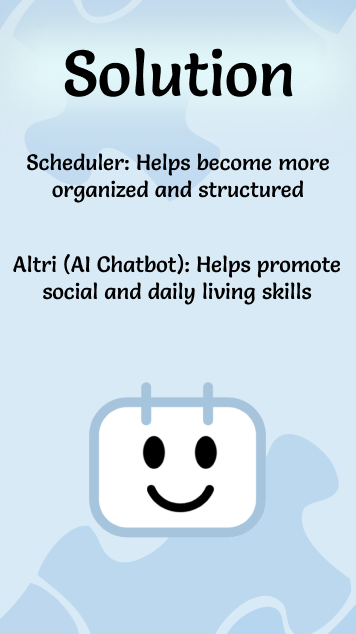 Solution
Scheduler: Helps become more
organized and structured
Altri (AI Chatbot): Helps promote
social and daily living skills